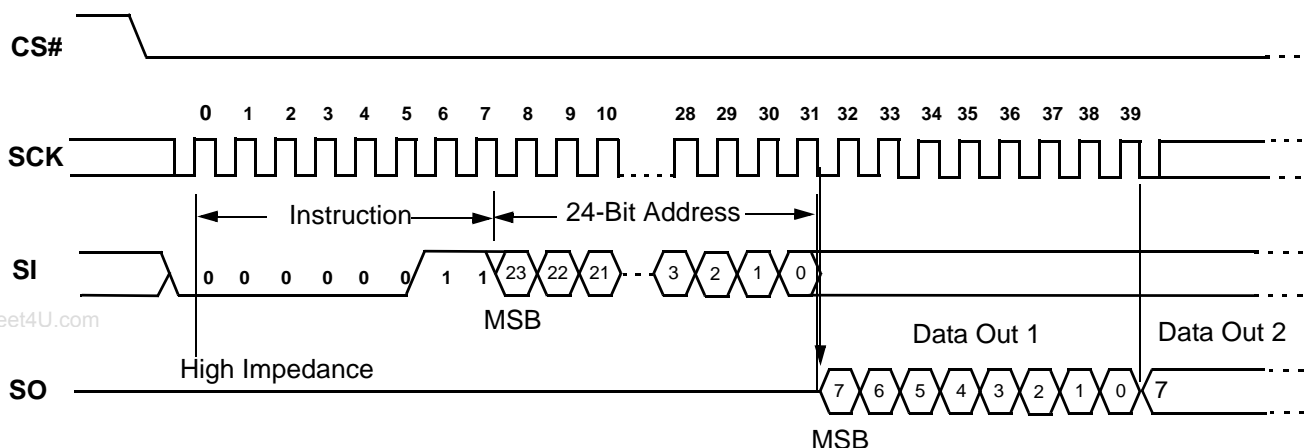 CS#
0 1 2 3 4 5 6 7 8 9 10 28 29 30 31 32 33 34 35 36 37 38 39
SCK
Instruction 24-Bit Address
SI 0 0 0 0 0 0 1 1 23 22 21 3 2 1 0
eet4U.com
MSB
Data Out 1 Data Out 2
High Impedance
SO 7 6 5 4 3 2 1 0 7
MSB